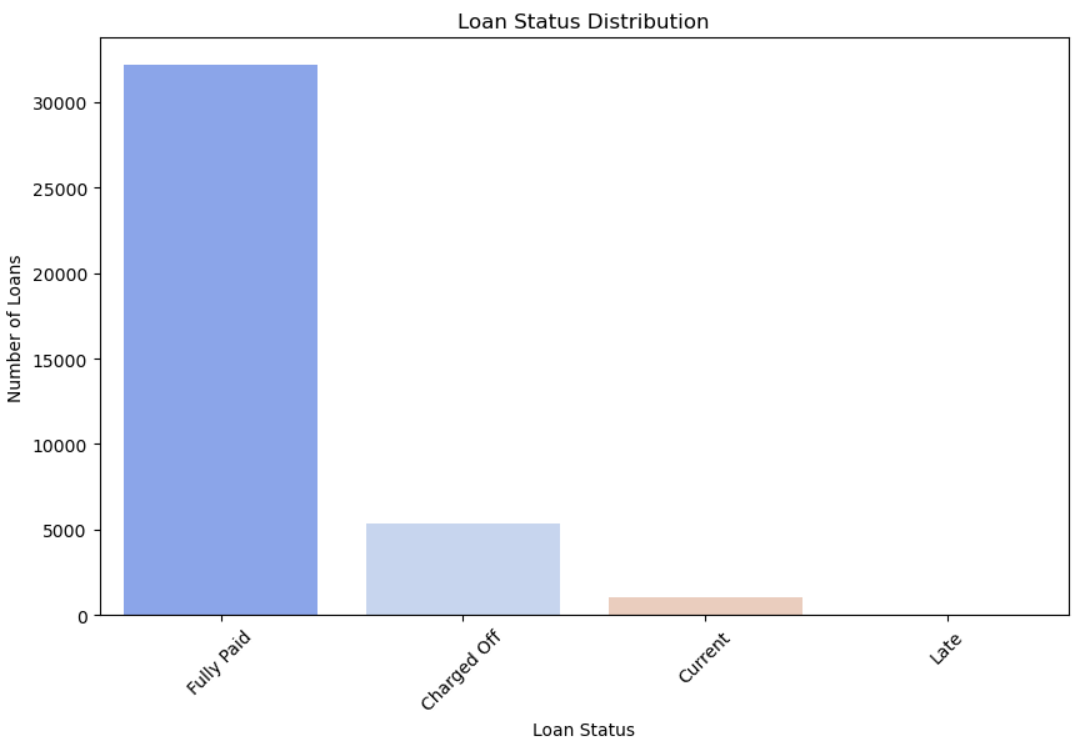 Loan Status Distribution
Number of Loans
30000
25000
20000
15000
10000
5000
0
Fully Paid
Charged Off
Current
Late
Loan Status